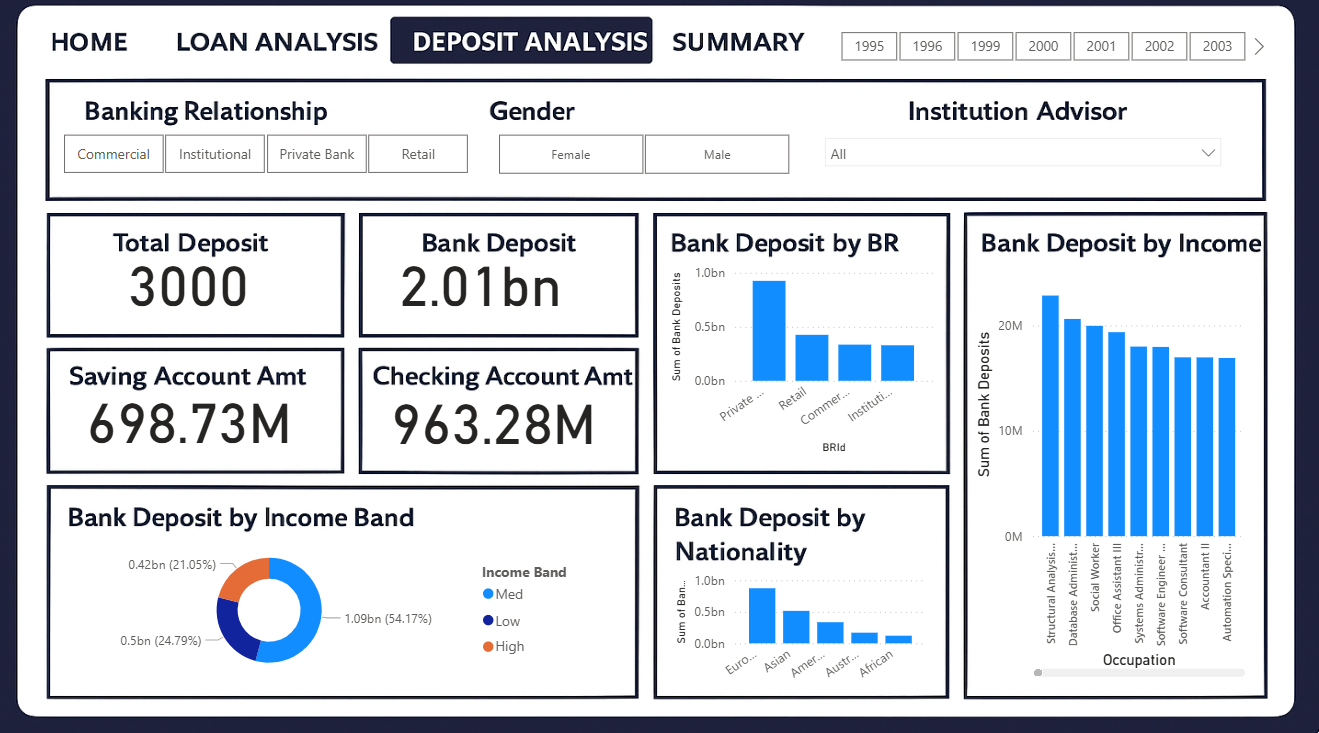 HOME LOAN ANALYSIS DEPOSIT ANALYSIS SUMMARY 1995 1996 1999 2000 2001 2002 2003
Banking Relationship Gender Institution Advisor
Commercial Institutional Private Bank Retail Female Male All
Total Deposit
3000
Bank Deposit
2.01bn
Saving Account Amt
698.73M
Checking Account Amt
963.28M
Bank Deposit by BR
Sum of Bank Deposits
1.0bn
0.5bn
0.0bn
Private ...
Retail
Commer...
Instituti...
BRId
Bank Deposit by Income
Sum of Bank Deposits
20M
10M
0M
Structural Analysis...
Database Administ...
Social Worker
Office Assistant III
Systems Administr...
Software Engineer ...
Software Consultant
Accountant II
Automation Speci...
Occupation
Bank Deposit by Income Band
0.42bn (21.05%)
0.5bn (24.79%)
1.09bn (54.17%)
Income Band
Med
Low
High
Bank Deposit by
Nationality
Sum of Ban...
1.0bn
0.5bn
0.0bn
Euro...
Asian
Amer...
Austr...
African